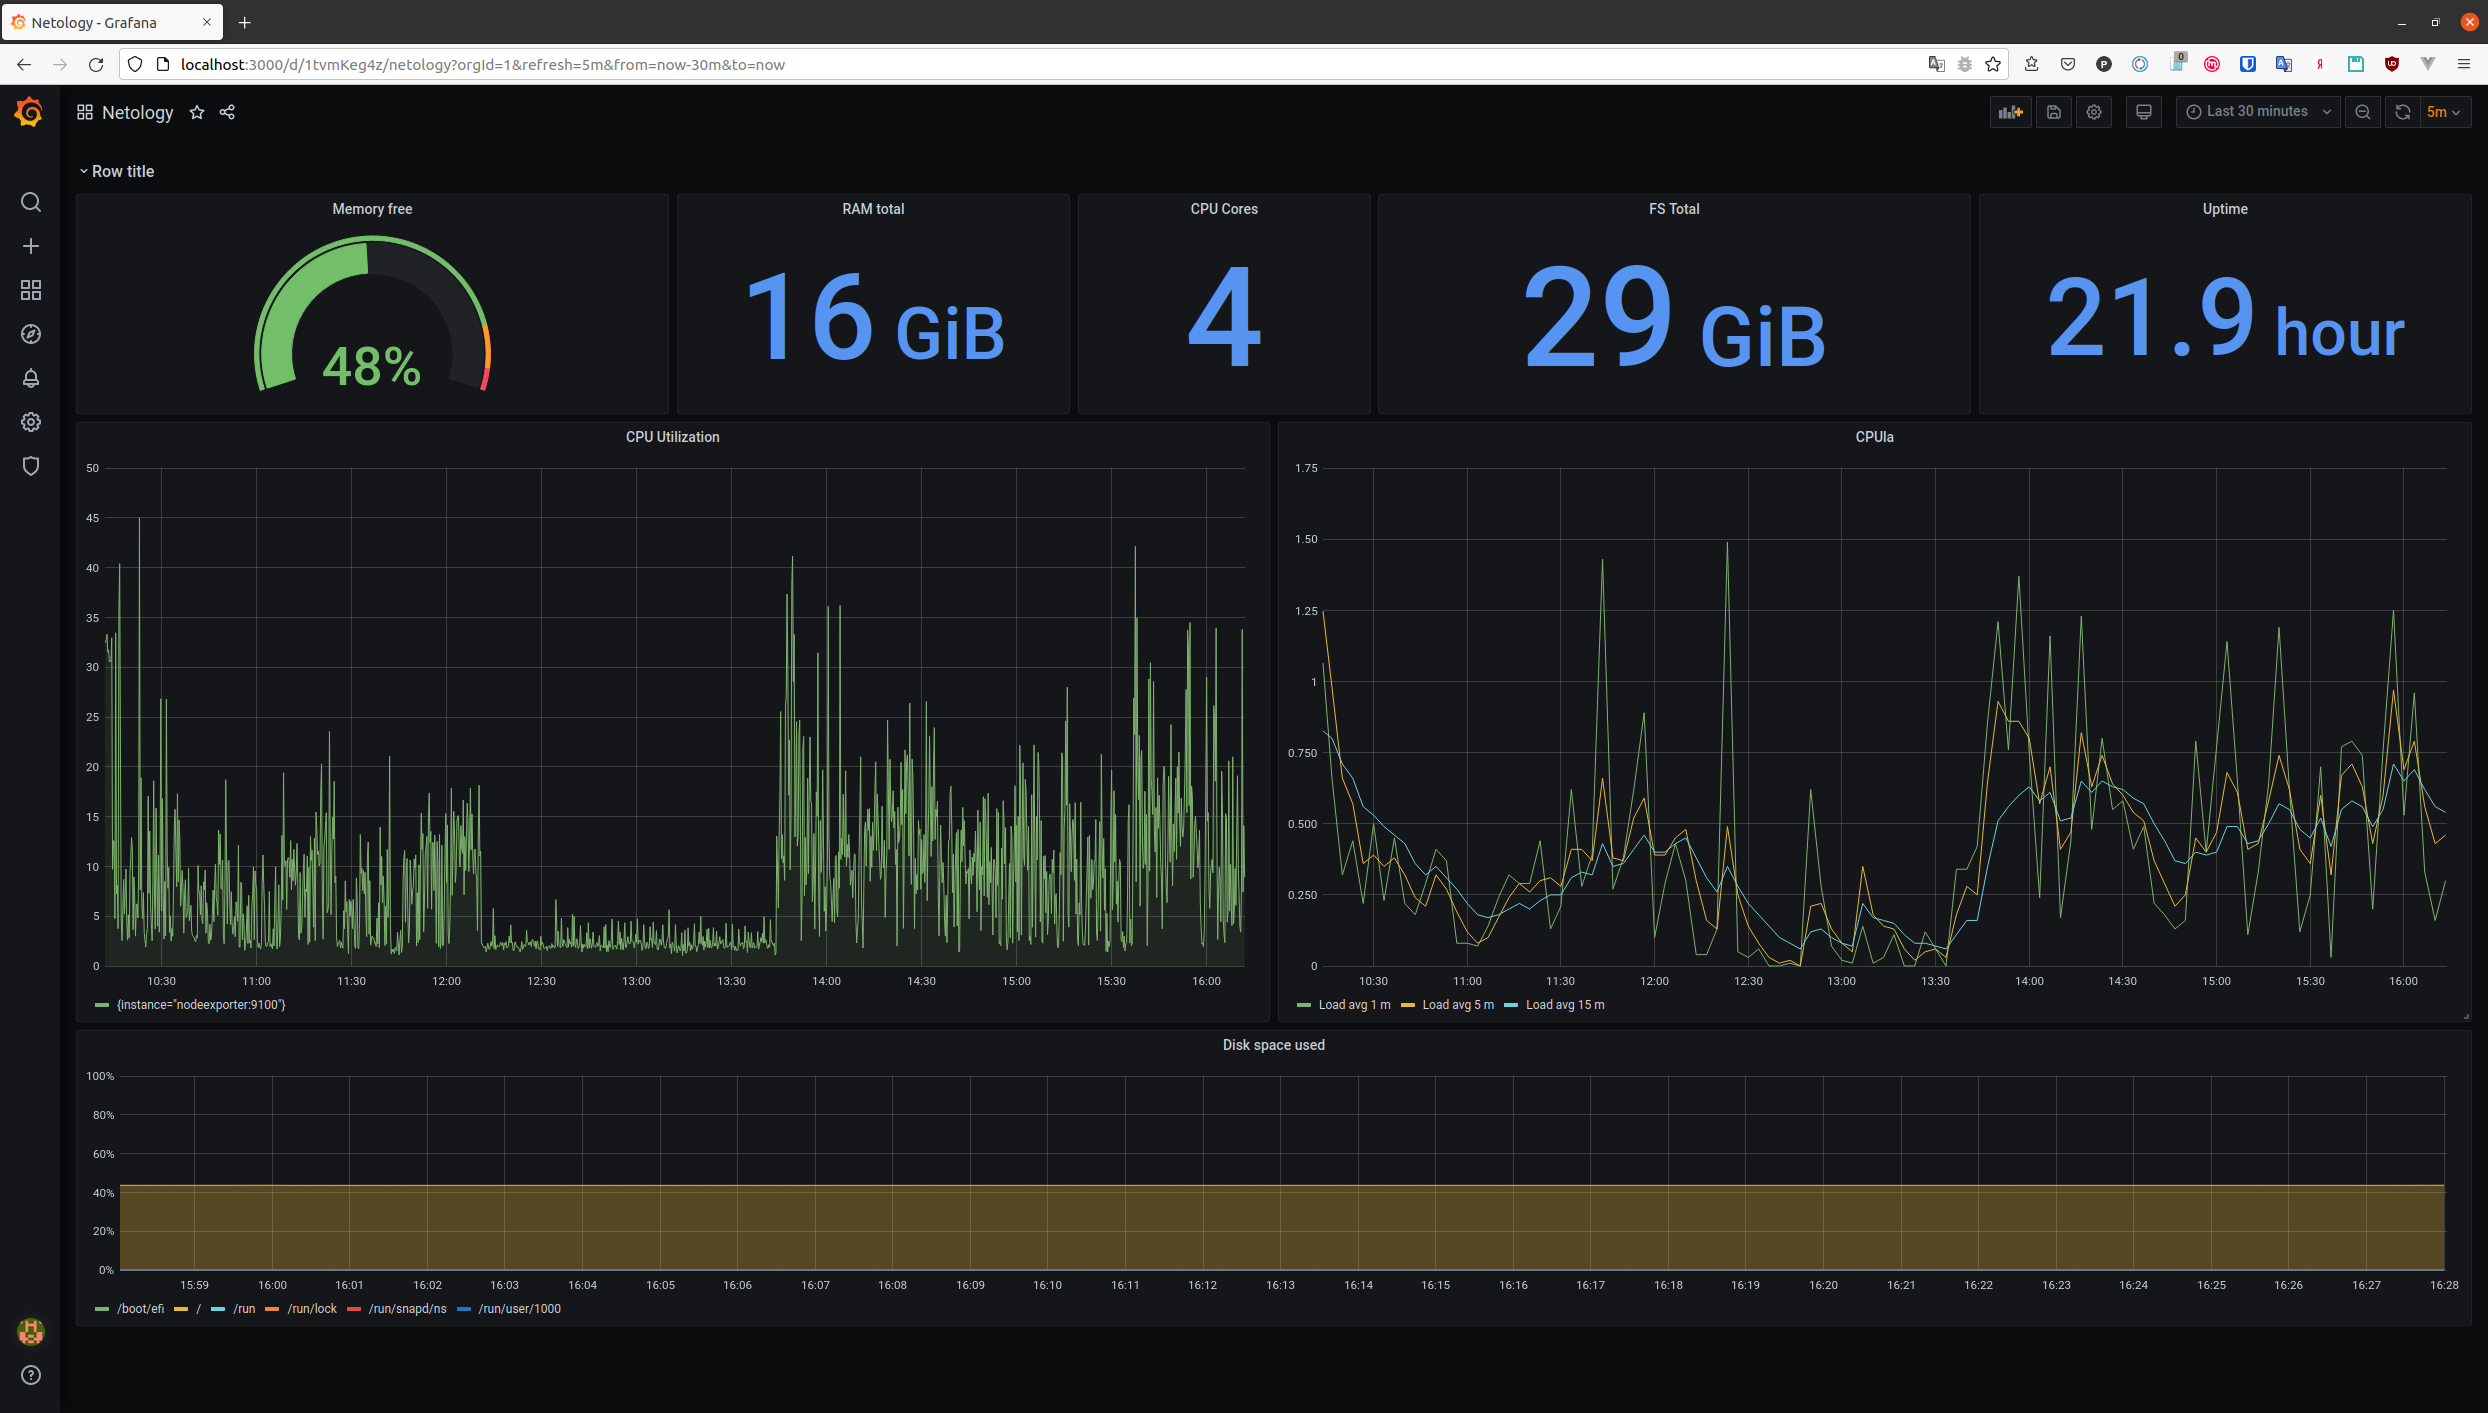 Netology - Grafana
localhost:3000/d/1tvmKeg4z/netology?orgId=1&refresh=5m&from=now-30m&to=now
0
Netology
Last 30 minutes
5m
Row title
Memory free
48%
RAM total
16 GiB
CPU Cores
4
FS Total
29 GiB
Uptime
21.9 hour
CPU Utilization
50
45
40
35
30
25
20
15
10
5
0
10:30 11:00 11:30 12:00 12:30 13:00 13:30 14:00 14:30 15:00 15:30 16:00
{instance="nodeexporter:9100"}
CPUla
1.75
1.50
1.25
1
0.750
0.500
0.250
0
10:30 11:00 11:30 12:00 12:30 13:00 13:30 14:00 14:30 15:00 15:30 16:00
Load avg 1 m Load avg 5 m Load avg 15 m
Disk space used
100%
80%
60%
40%
20%
0%
15:59 16:00 16:01 16:02 16:03 16:04 16:05 16:06 16:07 16:08 16:09 16:10 16:11 16:12 16:13 16:14 16:15 16:16 16:17 16:18 16:19 16:20 16:21 16:22 16:23 16:24 16:25 16:26 16:27 16:28
/boot/efi / /run /run/lock /run/snapd/ns /run/user/1000